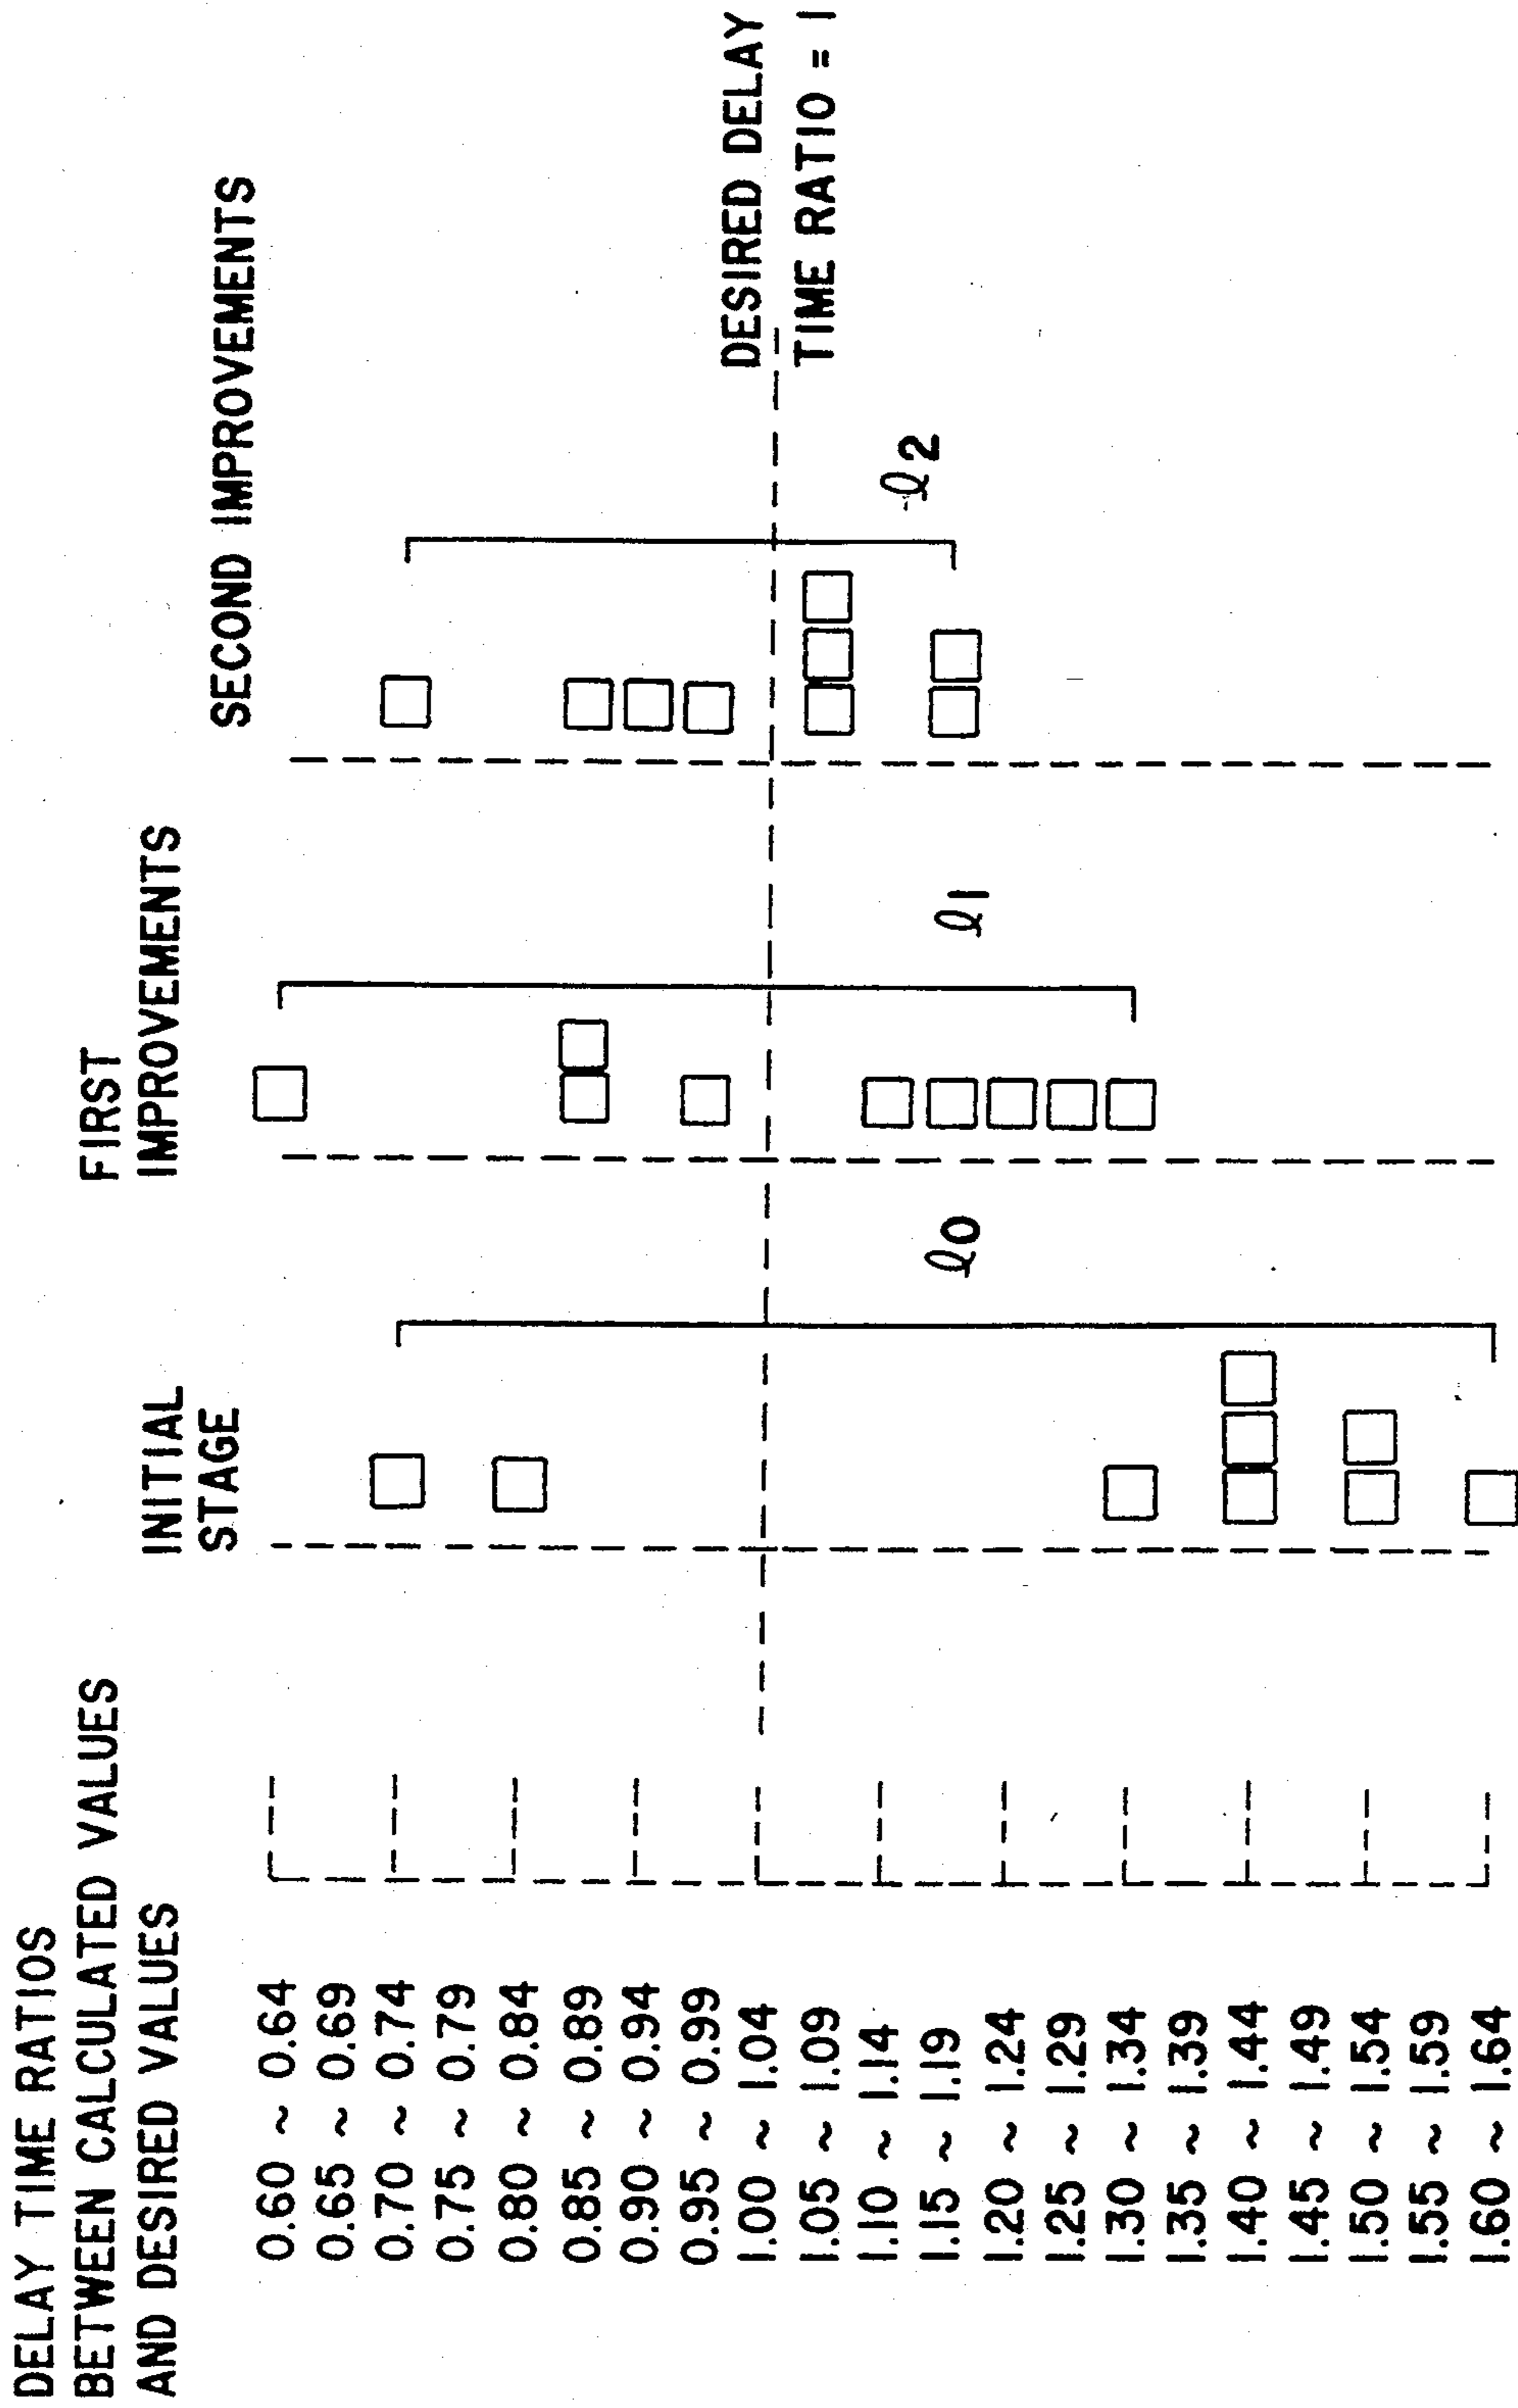 DELAY TIME RATIOS
BETWEEN CALCULATED VALUES
AND DESIRED VALUES
INITIAL
STAGE
FIRST
IMPROVEMENTS
SECOND IMPROVEMENTS
0.60 ~ 0.64
0.65 ~ 0.69
0.70 ~ 0.74
0.75 ~ 0.79
0.80 ~ 0.84
0.85 ~ 0.89
0.90 ~ 0.94
0.95 ~ 0.99
1.00 ~ 1.04
1.05 ~ 1.09
1.10 ~ 1.14
1.15 ~ 1.19
1.20 ~ 1.24
1.25 ~ 1.29
1.30 ~ 1.34
1.35 ~ 1.39
1.40 ~ 1.44
1.45 ~ 1.49
1.50 ~ 1.54
1.55 ~ 1.59
1.60 ~ 1.64
ℓ0
ℓ1
ℓ2
DESIRED DELAY
TIME RATIO = 1